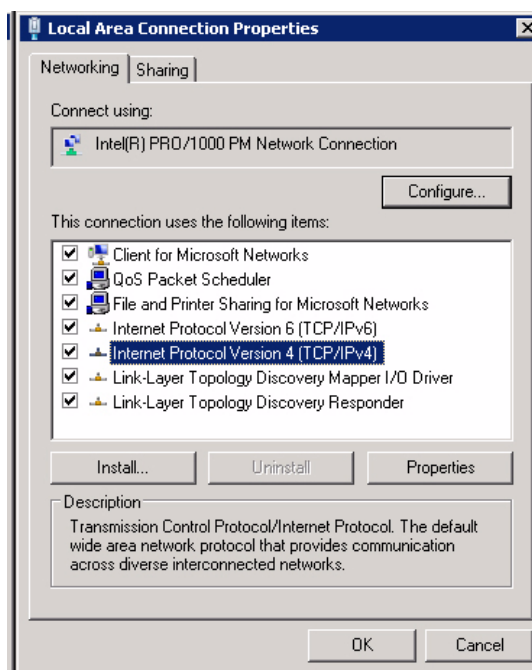 Local Area Connection Properties
Networking
Sharing
Connect using:
Intel(R) PRO/1000 PM Network Connection
Configure...
This connection uses the following items:
Client for Microsoft Networks
QoS Packet Scheduler
File and Printer Sharing for Microsoft Networks
Internet Protocol Version 6 (TCP/IPv6)
Internet Protocol Version 4 (TCP/IPv4)
Link-Layer Topology Discovery Mapper I/O Driver
Link-Layer Topology Discovery Responder
Install...
Uninstall
Properties
Description
Transmission Control Protocol/Internet Protocol. The default
wide area network protocol that provides communication
across diverse interconnected networks.
OK
Cancel